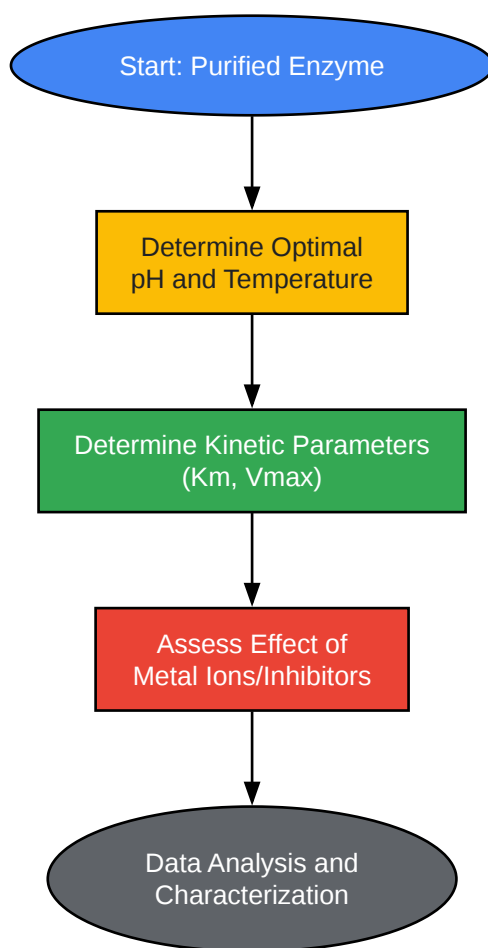 Start: Purified Enzyme
Determine Optimal
pH and Temperature
Determine Kinetic Parameters
(Km, Vmax)
Assess Effect of
Metal Ions/Inhibitors
Data Analysis and
Characterization